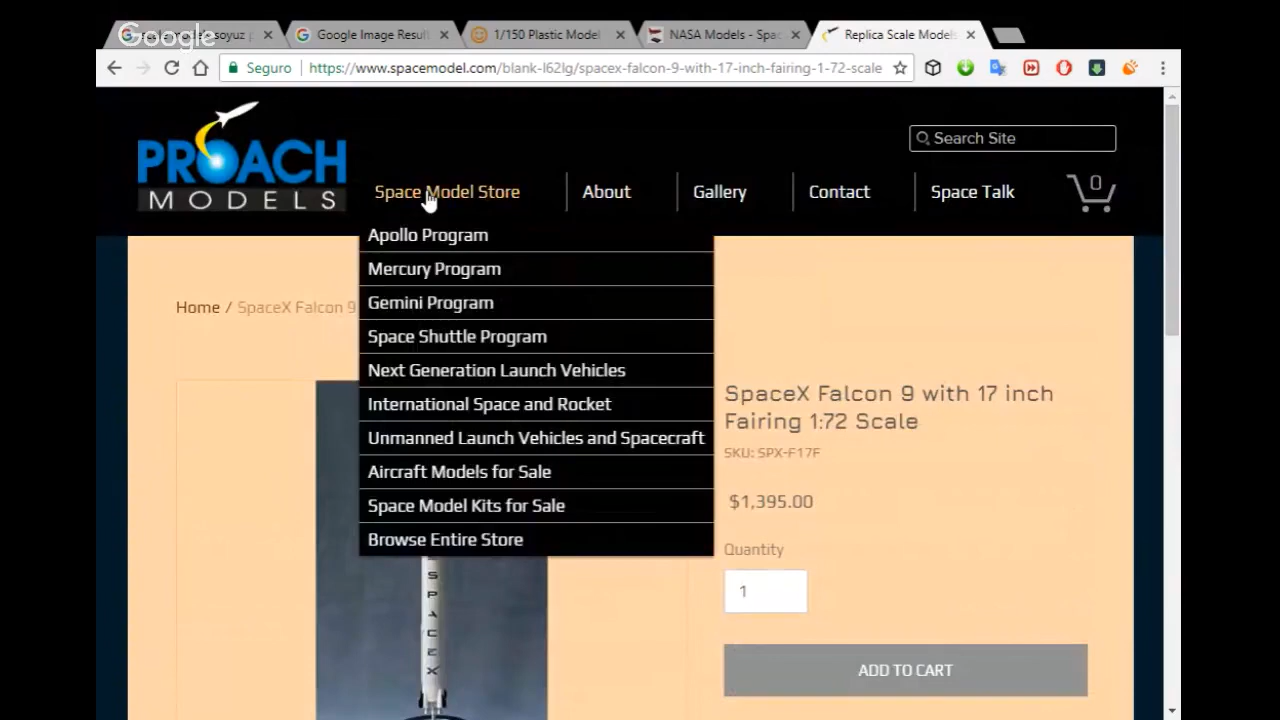 Google
Google Image Resul
1/150 Plastic Model
NASA Models - Spac
Replica Scale Models
Seguro
https://www.spacemodel.com/blank-l62lg/spacex-falcon-9-with-17-inch-fairing-1-72-scale
PROACH
MODELS
Search Site
Space Model Store
About
Gallery
Contact
Space Talk
0
Apollo Program
Mercury Program
Gemini Program
Space Shuttle Program
Next Generation Launch Vehicles
International Space and Rocket
Unmanned Launch Vehicles and Spacecraft
Aircraft Models for Sale
Space Model Kits for Sale
Browse Entire Store
Home / SpaceX Falcon 9
SPACEX
SpaceX Falcon 9 with 17 inch
Fairing 1:72 Scale
SKU: SPX-F17F
$1,395.00
Quantity
1
ADD TO CART